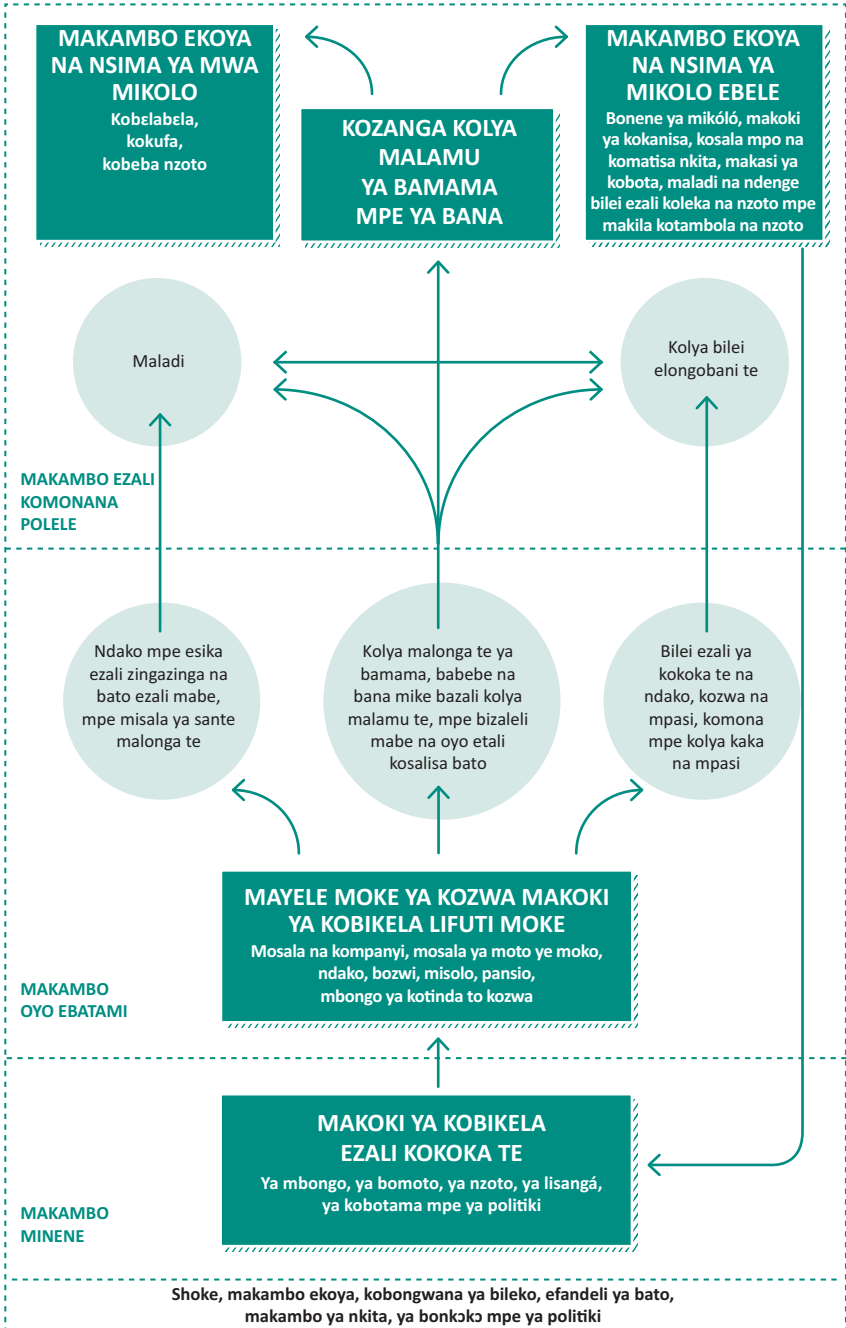 MAKAMBO EKOYA
NA NSIMA YA MWA
MIKOLO
Kobɛlabɛla,
kokufa,
kobeba nzoto
KOZANGA KOLYA
MALAMU
YA BAMAMA
MPE YA BANA
MAKAMBO EKOYA
NA NSIMA YA
MIKOLO EBELE
Bonene ya mikóló, makoki
ya kokanisa, kosala mpo na
komatisa nkita, makasi ya
kobota, maladi na ndenge
bilei ezali koleka na nzoto mpe
makila kotambola na nzoto
Maladi
Kolya bilei
elongobani te
MAKAMBO EZALI
KOMONANA
POLELE
Ndako mpe esika
ezali zingazinga na
bato ezali mabe,
mpe misala ya sante
malonga te
Kolya malonga te ya
bamama, babebe na
bana mike bazali kolya
malamu te, mpe bizaleli
mabe na oyo etali
kosalisa bato
Bilei ezali ya
kokoka te na
ndako, kozwa na
mpasi, komona
mpe kolya kaka
na mpasi
MAYELE MOKE YA KOZWA MAKOKI
YA KOBIKELA LIFUTI MOKE
Mosala na kompanyi, mosala ya moto ye moko,
ndako, bozwi, misolo, pansio,
mbongo ya kotinda to kozwa
MAKAMBO
OYO EBATAMI
MAKOKI YA KOBIKELA
EZALI KOKOKA TE
Ya mbongo, ya bomoto, ya nzoto, ya lisangá,
ya kobotama mpe ya politiki
MAKAMBO
MINENE
Shoke, makambo ekoya, kobongwana ya bileko, efandeli ya bato,
makambo ya nkita, ya bonkɔkɔ mpe ya politiki